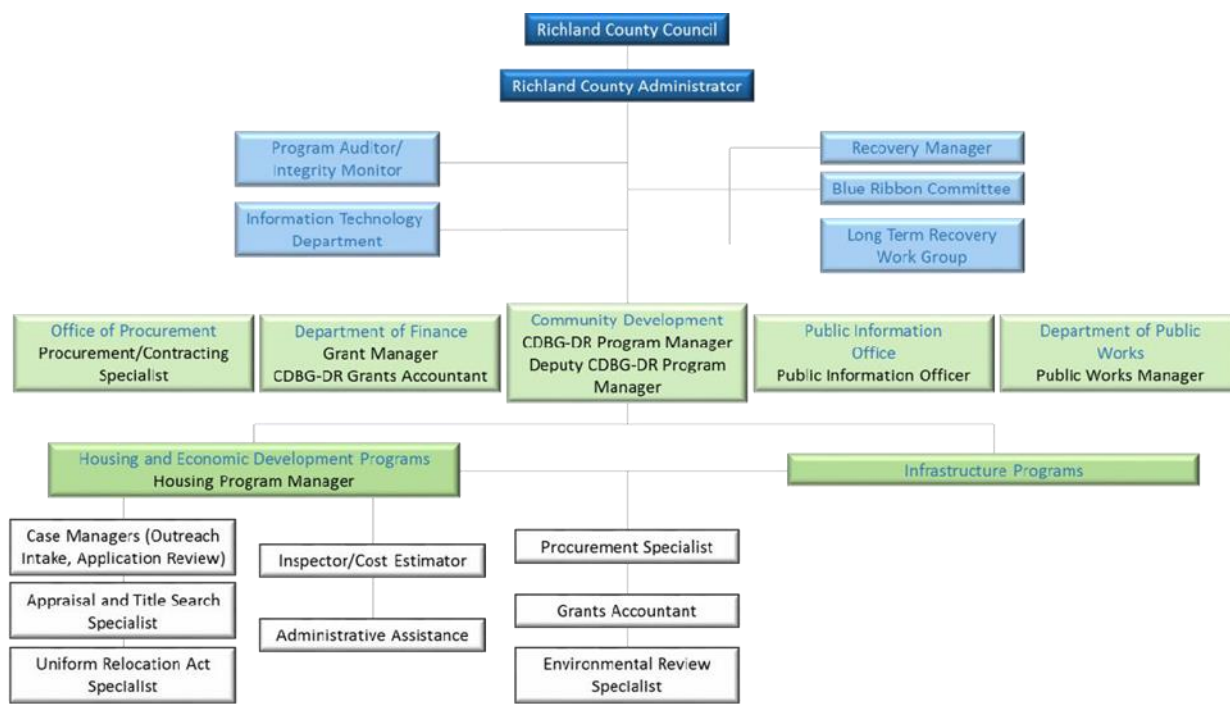 Richland County Council
Richland County Administrator
Program Auditor/
Integrity Monitor
Recovery Manager
Blue Ribbon Committee
Information Technology
Department
Long Term Recovery
Work Group
Office of Procurement
Procurement/Contracting
Specialist
Department of Finance
Grant Manager
CDBG-DR Grants Accountant
Community Development
CDBG-DR Program Manager
Deputy CDBG-DR Program
Manager
Public Information
Office
Public Information Officer
Department of Public
Works
Public Works Manager
Housing and Economic Development Programs
Housing Program Manager
Infrastructure Programs
Case Managers (Outreach
Intake, Application Review)
Appraisal and Title Search
Specialist
Uniform Relocation Act
Specialist
Inspector/Cost Estimator
Administrative Assistance
Procurement Specialist
Grants Accountant
Environmental Review
Specialist